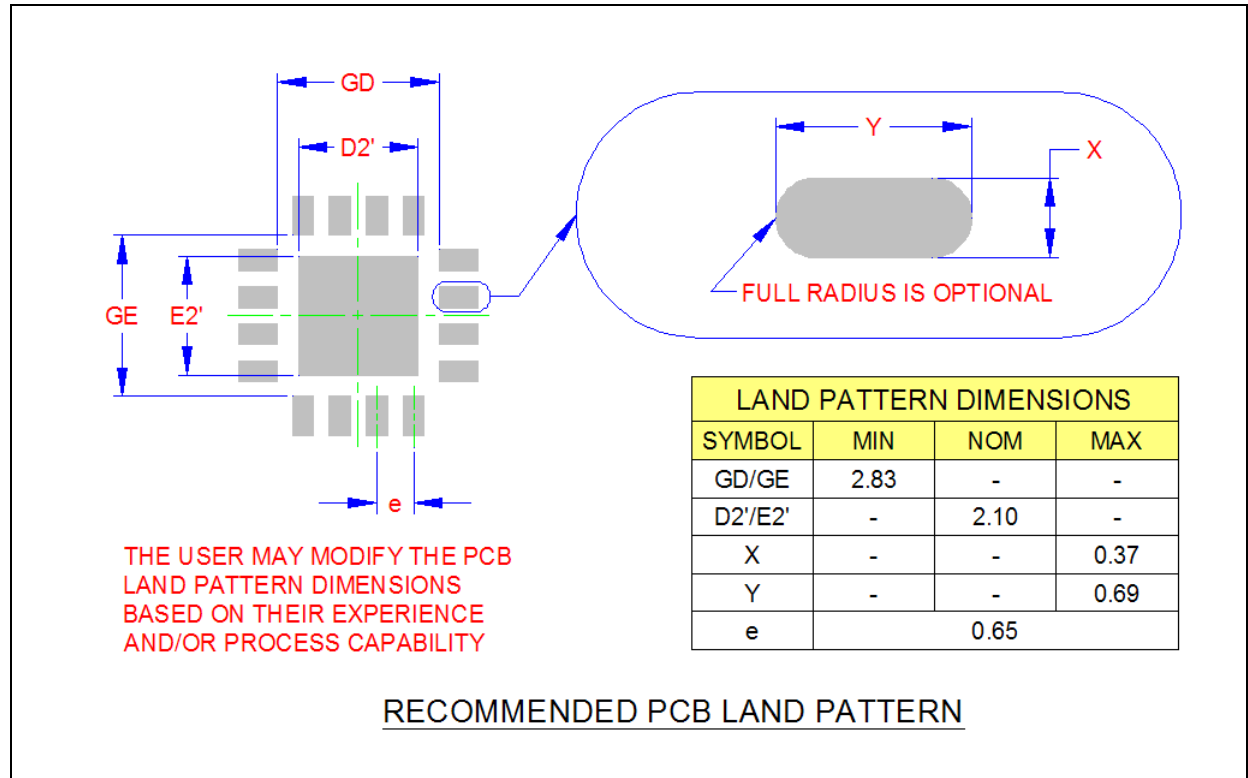 GD
D2'
GE
E2'
e
Y
X
FULL RADIUS IS OPTIONAL
THE USER MAY MODIFY THE PCB
LAND PATTERN DIMENSIONS
BASED ON THEIR EXPERIENCE
AND/OR PROCESS CAPABILITY
LAND PATTERN DIMENSIONS
SYMBOL MIN NOM MAX
GD/GE 2.83 - -
D2'/E2' - 2.10 -
X - - 0.37
Y - - 0.69
e 0.65
RECOMMENDED PCB LAND PATTERN